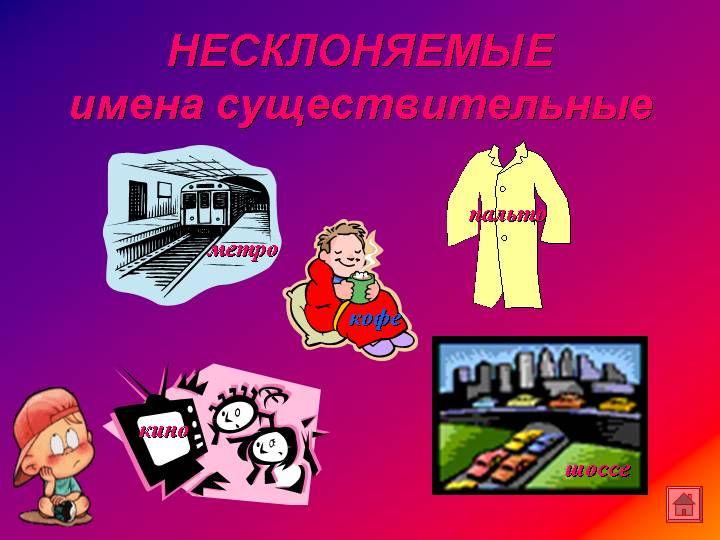 НЕСКЛОНЯЕМЫЕ
имена существительные
пальто
метро
кофе
кино
шоссе